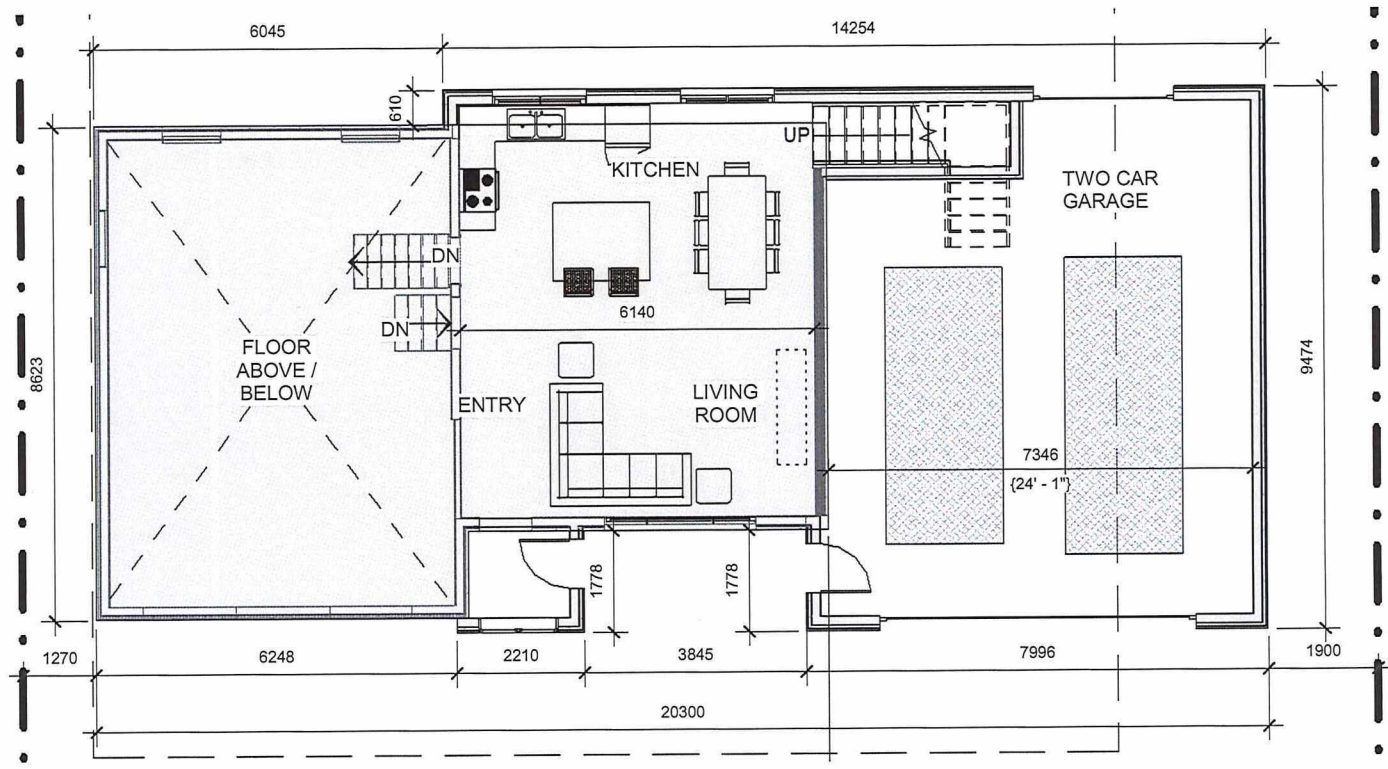 6045
14254
610
UP
KITCHEN
TWO CAR
GARAGE
DN
6140
DN
FLOOR
ABOVE /
BELOW
8623
9474
ENTRY
LIVING
ROOM
7346
{24' - 1"}
1778
1778
1270
6248
2210
3845
7996
1900
20300